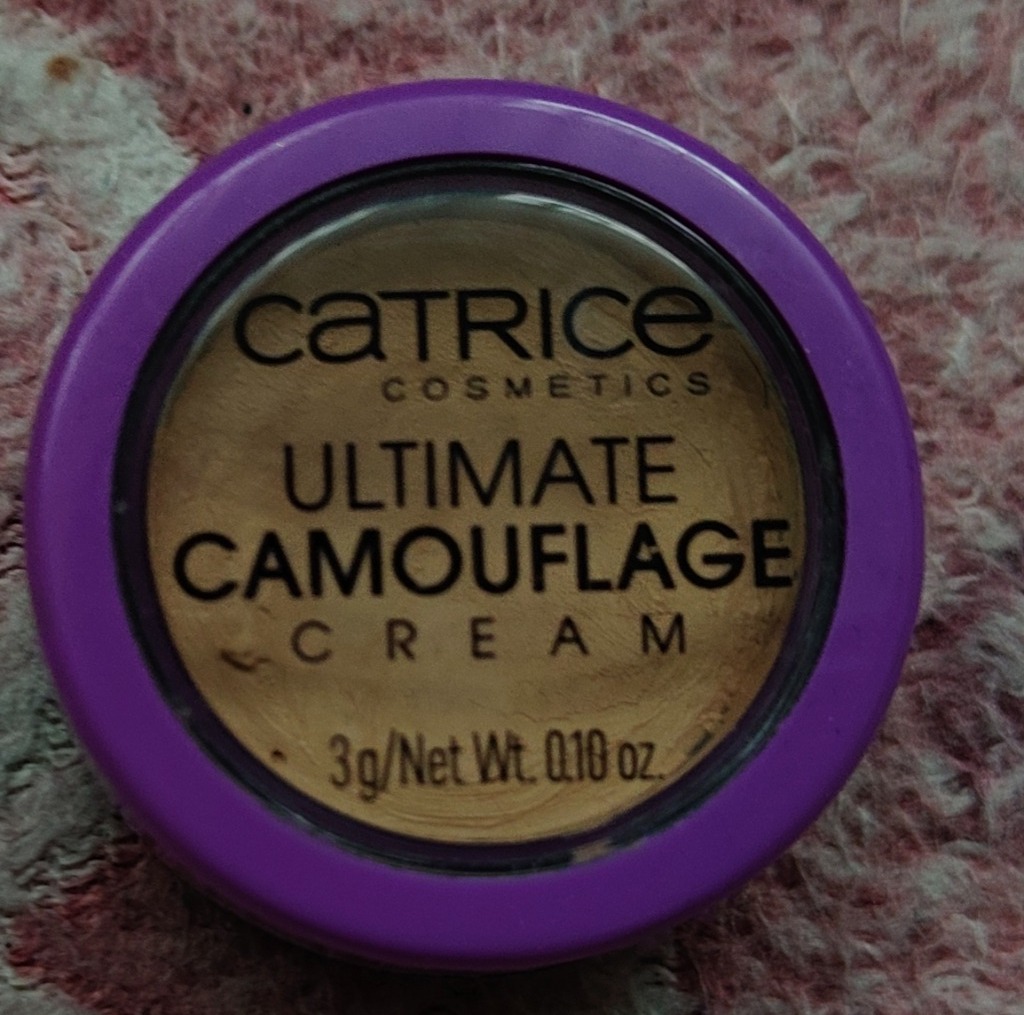 CATRICE
COSMETICS
ULTIMATE
CAMOUFLAGE
CREAM
3g/Net Wt. 0.10 oz.